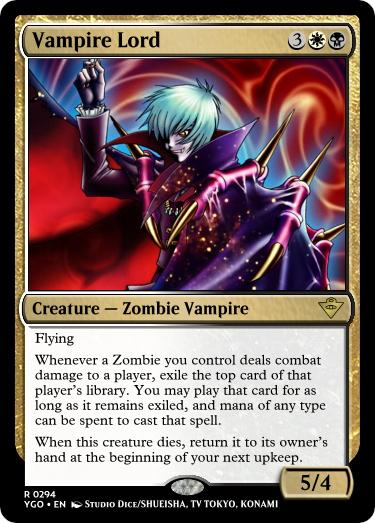 Vampire Lord 3
Creature — Zombie Vampire
Flying
Whenever a Zombie you control deals combat
damage to a player, exile the top card of that
player's library. You may play that card for as
long as it remains exiled, and mana of any type
can be spent to cast that spell.
When this creature dies, return it to its owner's
hand at the beginning of your next upkeep.
5/4
R 0294
YGO • EN Studio Dice/SHUEISHA, TV TOKYO, KONAMI